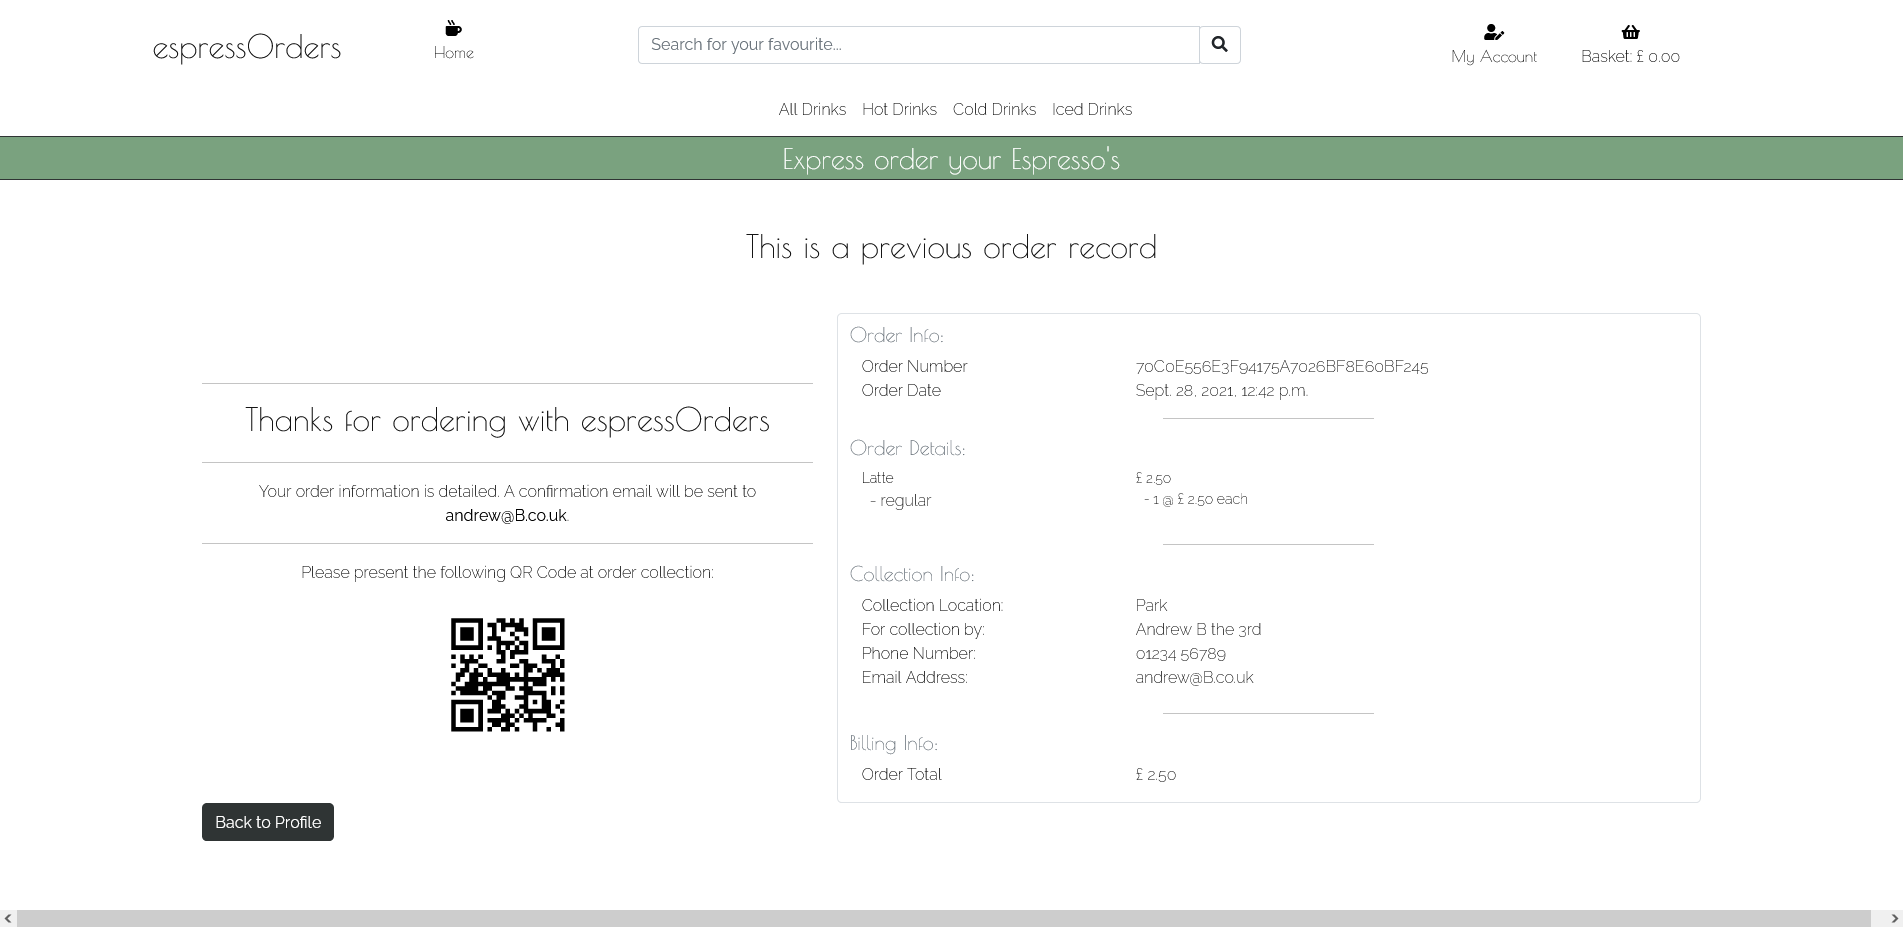 espressOrders
Home
Search for your favourite...
My Account
Basket: £ 0.00
All Drinks Hot Drinks Cold Drinks Iced Drinks
Express order your Espresso's
This is a previous order record
Thanks for ordering with espressOrders
Your order information is detailed. A confirmation email will be sent to
andrew@B.co.uk.
Please present the following QR Code at order collection:
Back to Profile
Order Info:
Order Number 70C0E556E3F94175A7026BF8E60BF245
Order Date Sept. 28, 2021, 12:42 p.m.
Order Details:
Latte £ 2.50
- regular - 1 @ £ 2.50 each
Collection Info:
Collection Location: Park
For collection by: Andrew B the 3rd
Phone Number: 01234 56789
Email Address: andrew@B.co.uk
Billing Info:
Order Total £ 2.50